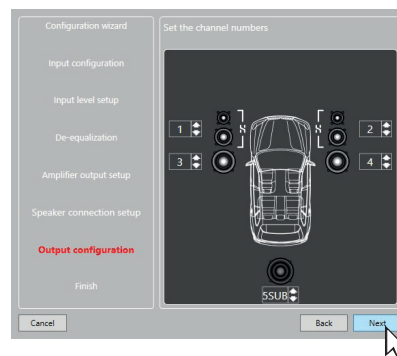 Configuration wizard
Set the channel numbers
Input configuration
Input level setup
De-equalization
Amplifier output setup
Speaker connection setup
Output configuration
Finish
1
2
3
4
5SUB
Cancel
Back
Next